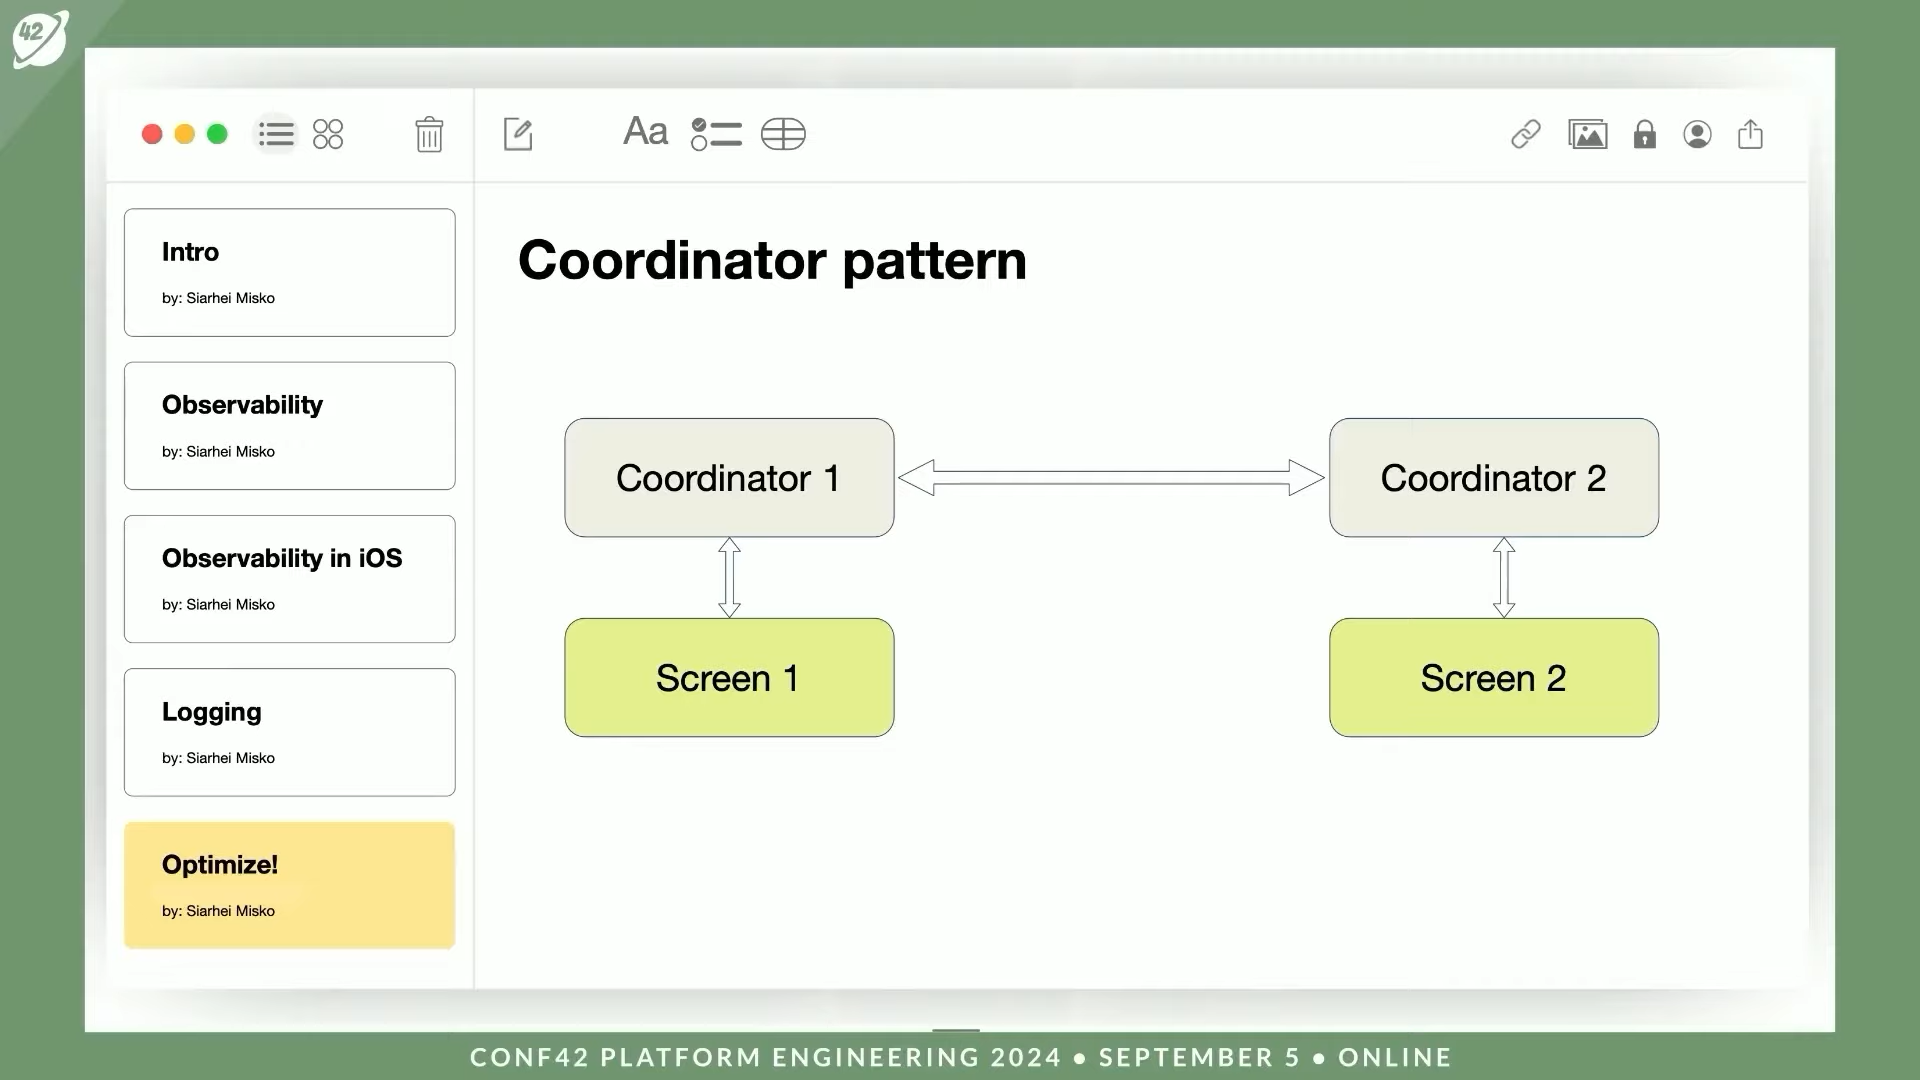 42
Aa
Intro
by: Siarhei Misko
Observability
by: Siarhei Misko
Observability in iOS
by: Siarhei Misko
Logging
by: Siarhei Misko
Optimize!
by: Siarhei Misko
Coordinator pattern
Coordinator 1
Coordinator 2
Screen 1
Screen 2
CONF42 PLATFORM ENGINEERING 2024 ● SEPTEMBER 5 ● ONLINE